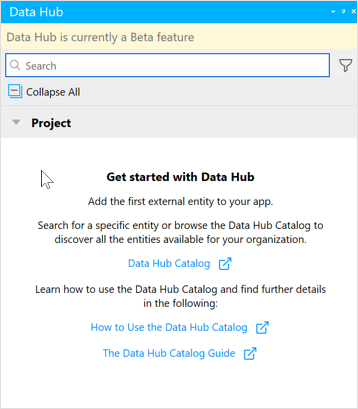 Data Hub
Data Hub is currently a Beta feature
Search
Collapse All
Project
Get started with Data Hub
Add the first external entity to your app.
Search for a specific entity or browse the Data Hub Catalog to
discover all the entities available for your organization.
Data Hub Catalog
Learn how to use the Data Hub Catalog and find further details
in the following:
How to Use the Data Hub Catalog
The Data Hub Catalog Guide